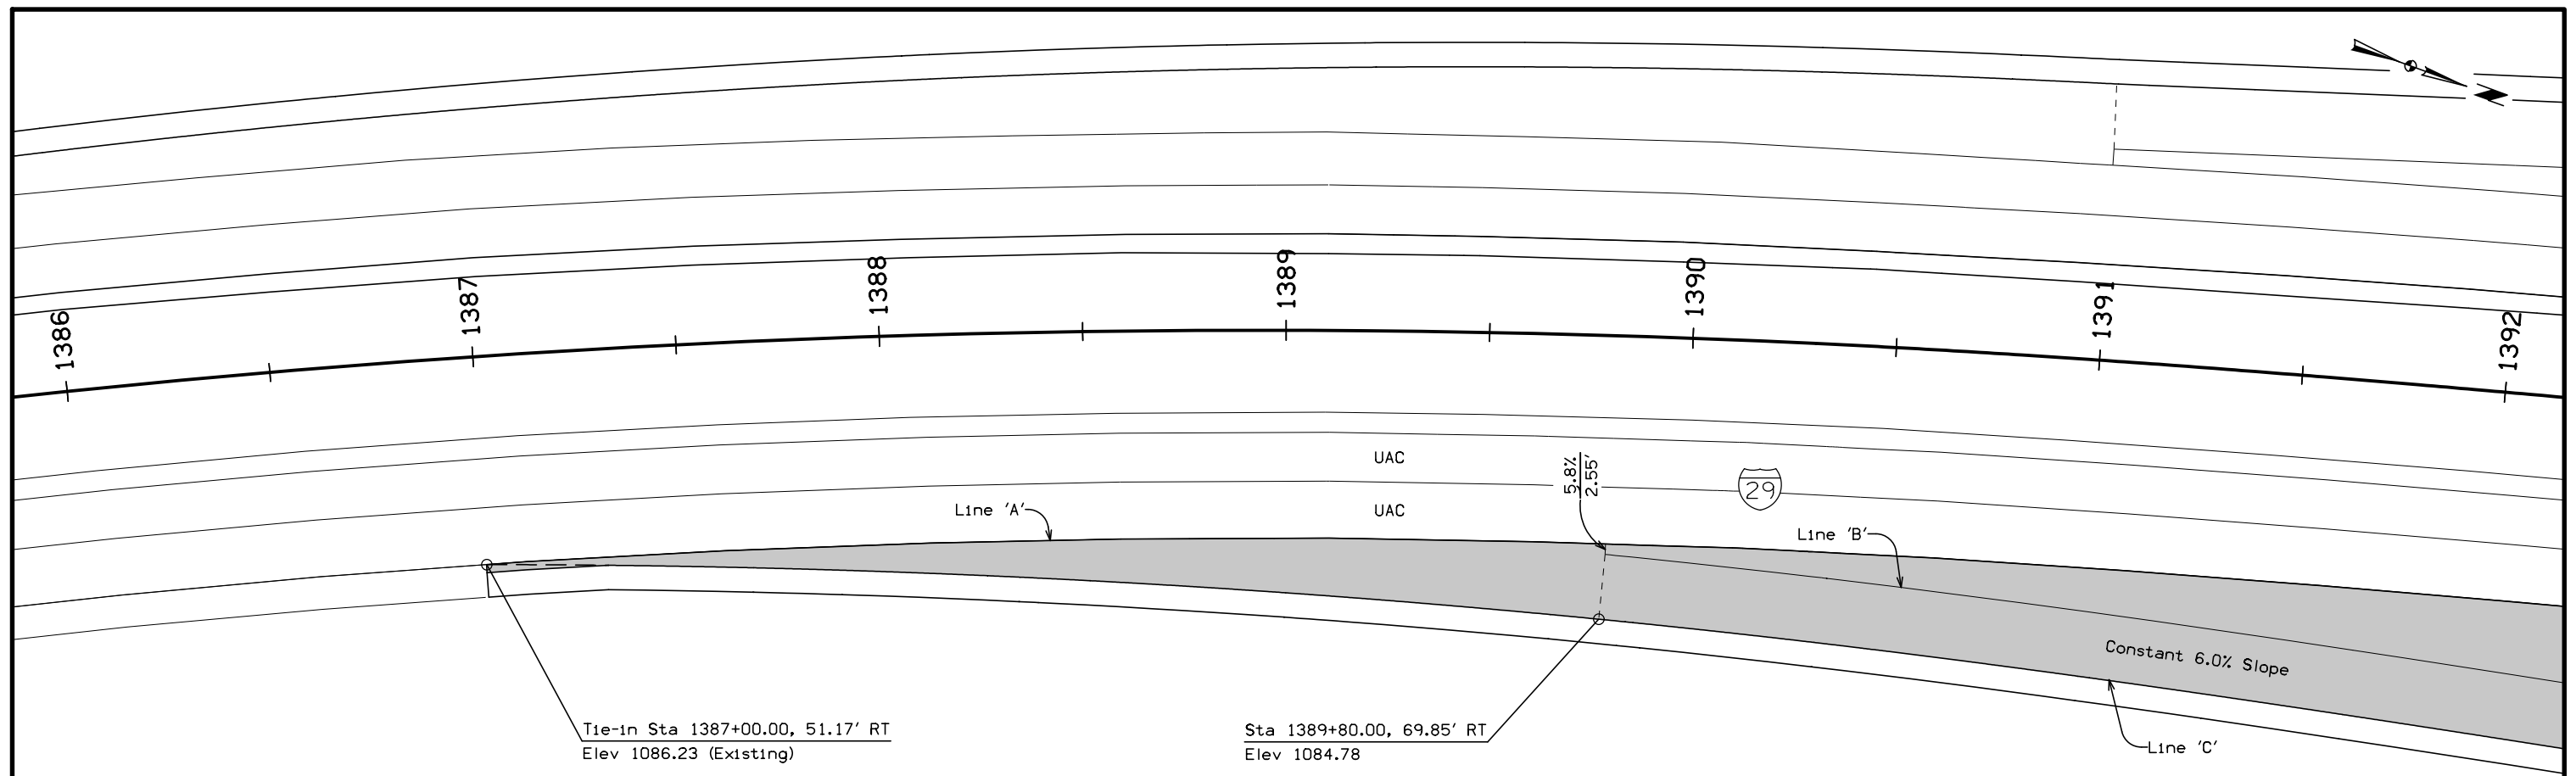 1386
1387
1388
1389
1390
1391
1392
UAC
UAC
5.8%
2.55'
29
Line 'A'
Line 'B'
Constant 6.0% Slope
Line 'C'
Tie-in Sta 1387+00.00, 51.17' RT
Elev 1086.23 (Existing)
Sta 1389+80.00, 69.85' RT
Elev 1084.78